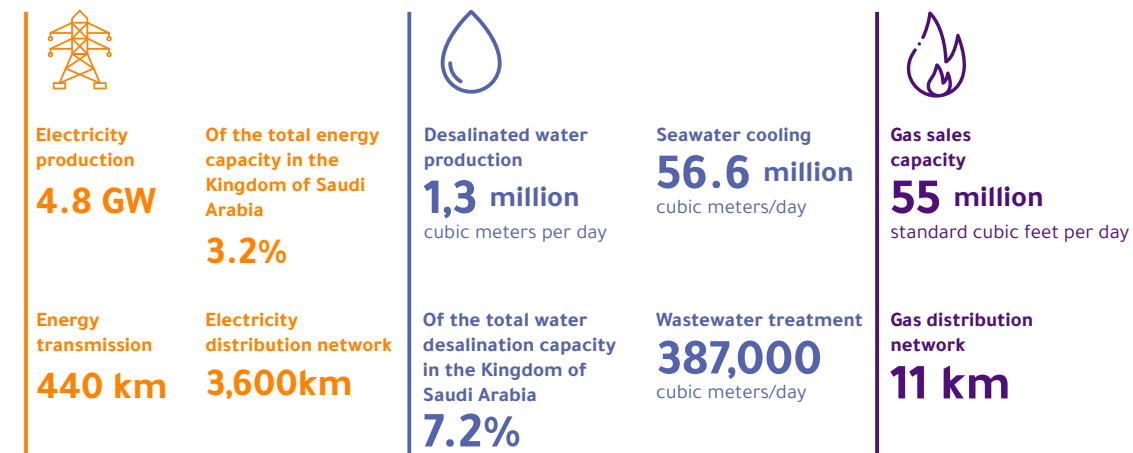 Electricity
production
4.8 GW
Of the total energy
capacity in the
Kingdom of Saudi
Arabia
3.2%
Energy
transmission
440 km
Electricity
distribution network
3,600km
Desalinated water
production
1,3 million
cubic meters per day
Seawater cooling
56.6 million
cubic meters/day
Of the total water
desalination capacity
in the Kingdom of
Saudi Arabia
7.2%
Wastewater treatment
387,000
cubic meters/day
Gas sales
capacity
55 million
standard cubic feet per day
Gas distribution
network
11 km